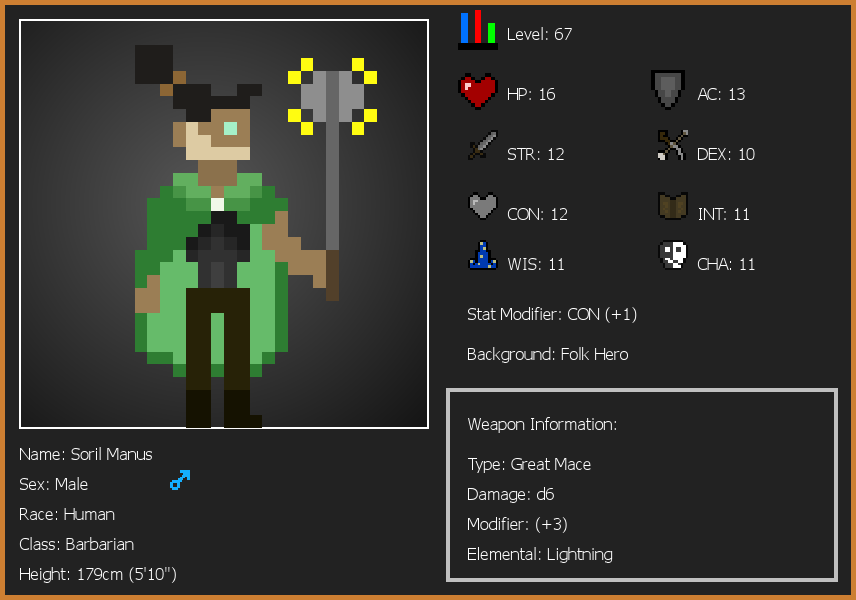 Level: 67
HP: 16
AC: 13
STR: 12
DEX: 10
CON: 12
INT: 11
WIS: 11
CHA: 11
Stat Modifier: CON (+1)
Background: Folk Hero
Weapon Information:
Type: Great Mace
Damage: d6
Modifier: (+3)
Elemental: Lightning
Name: Soril Manus
Sex: Male
Race: Human
Class: Barbarian
Height: 179cm (5'10")